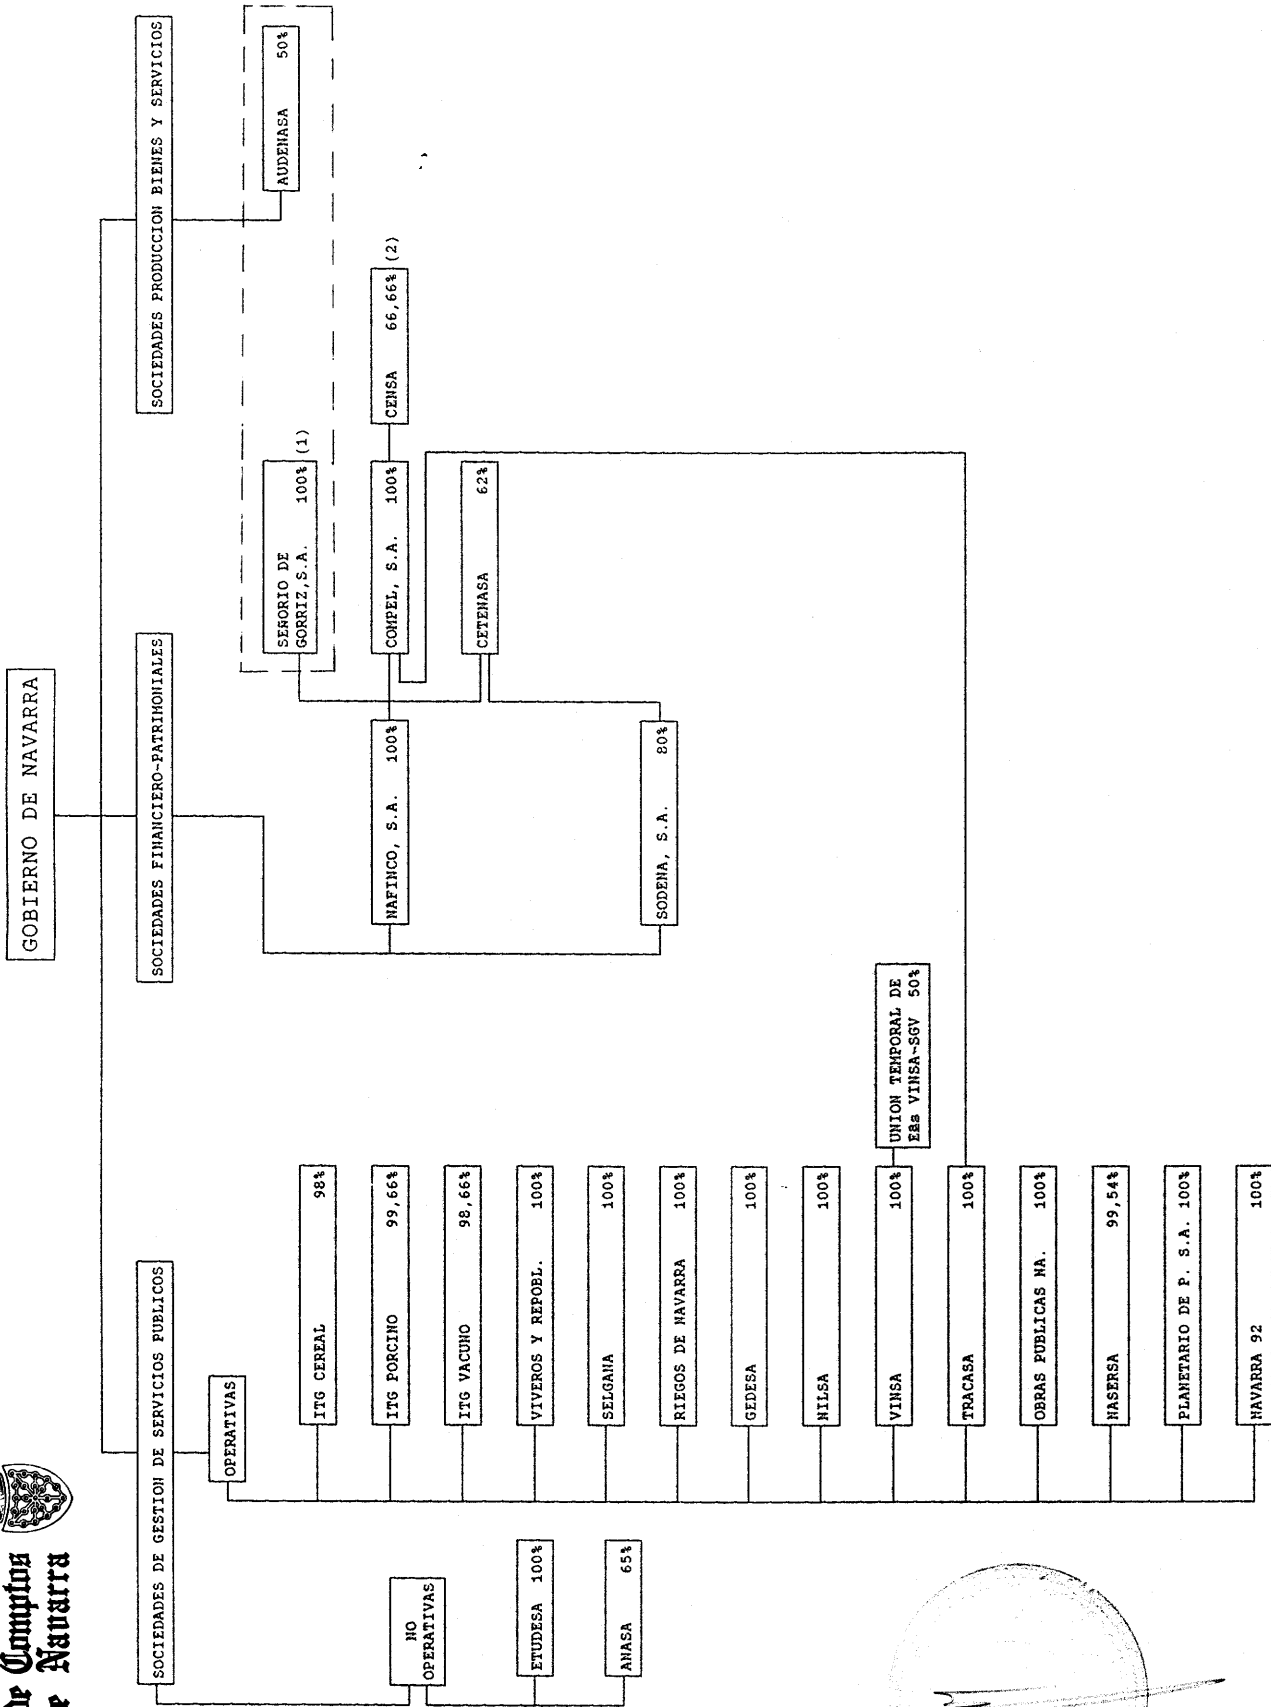 de Comptos
Navarra
GOBIERNO DE NAVARRA
SOCIEDADES DE GESTION DE SERVICIOS PUBLICOS
SOCIEDADES FINANCIERO-PATRIMONIALES
SOCIEDADES PRODUCCION BIENES Y SERVICIOS
NO
OPERATIVAS
ETUDESA 100%
ANASA 65%
OPERATIVAS
ITG CEREAL 98%
ITG PORCINO 99,66%
ITG VACUNO 98,66%
VIVEROS Y REPOBL. 100%
SELGANA 100%
RIEGOS DE NAVARRA 100%
GEDESA 100%
NILSA 100%
VINSA 100%
UNION TEMPORAL DE
EAs VINSA-SGV 50%
TRACASA 100%
OBRAS PUBLICAS NA. 100%
NASERSA 99,54%
PLANETARIO DE P. S.A. 100%
NAVARRA 92 100%
NAFINCO, S.A. 100%
SODENA, S.A. 80%
SEÑORIO DE
GORRIZ,S.A. 100% (1)
COMPEL, S.A. 100%
CETENASA 62%
CENSA 66,66% (2)
AUDENASA 50%